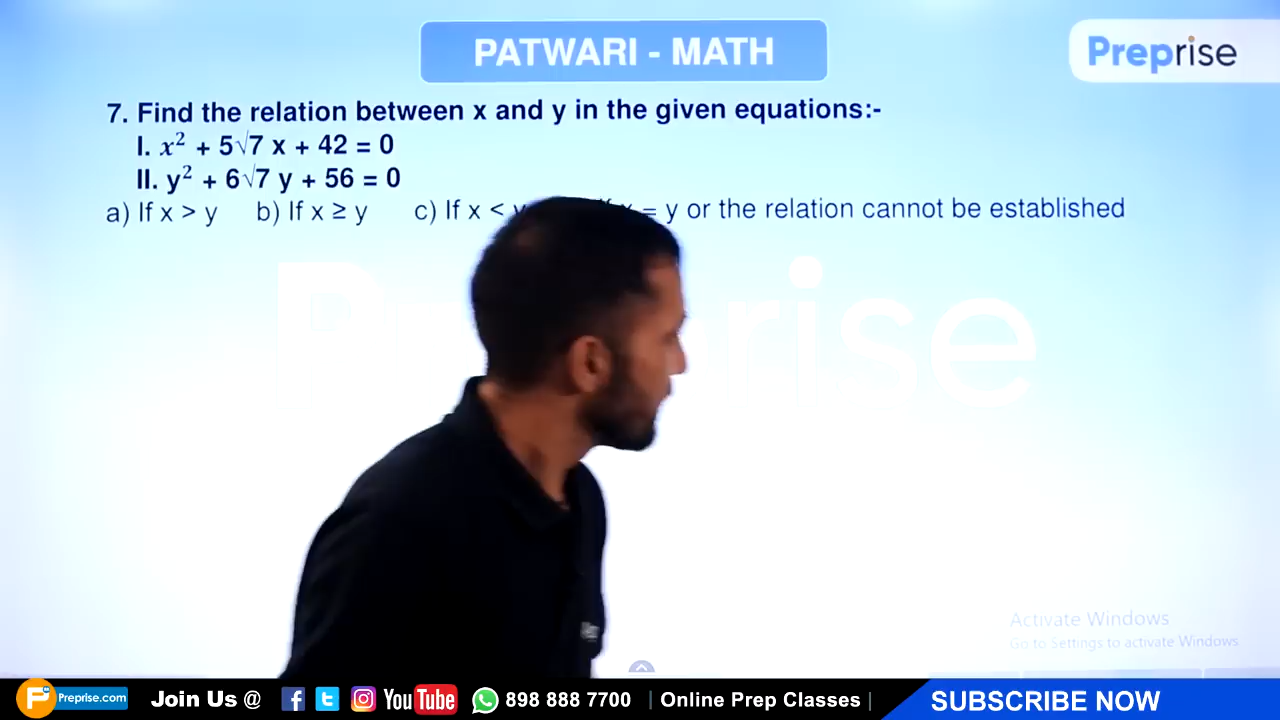 PATWARI - MATH
Preprise
7. Find the relation between x and y in the given equations:-
I. x² + 5√7 x + 42 = 0
II. y² + 6√7 y + 56 = 0
a) If x > y b) If x ≥ y c) If x < = y or the relation cannot be established
Preprise
Activate Windows
Go to Settings to activate Windows
Preprise.com Join Us @ YouTube 898 888 7700 | Online Prep Classes | SUBSCRIBE NOW